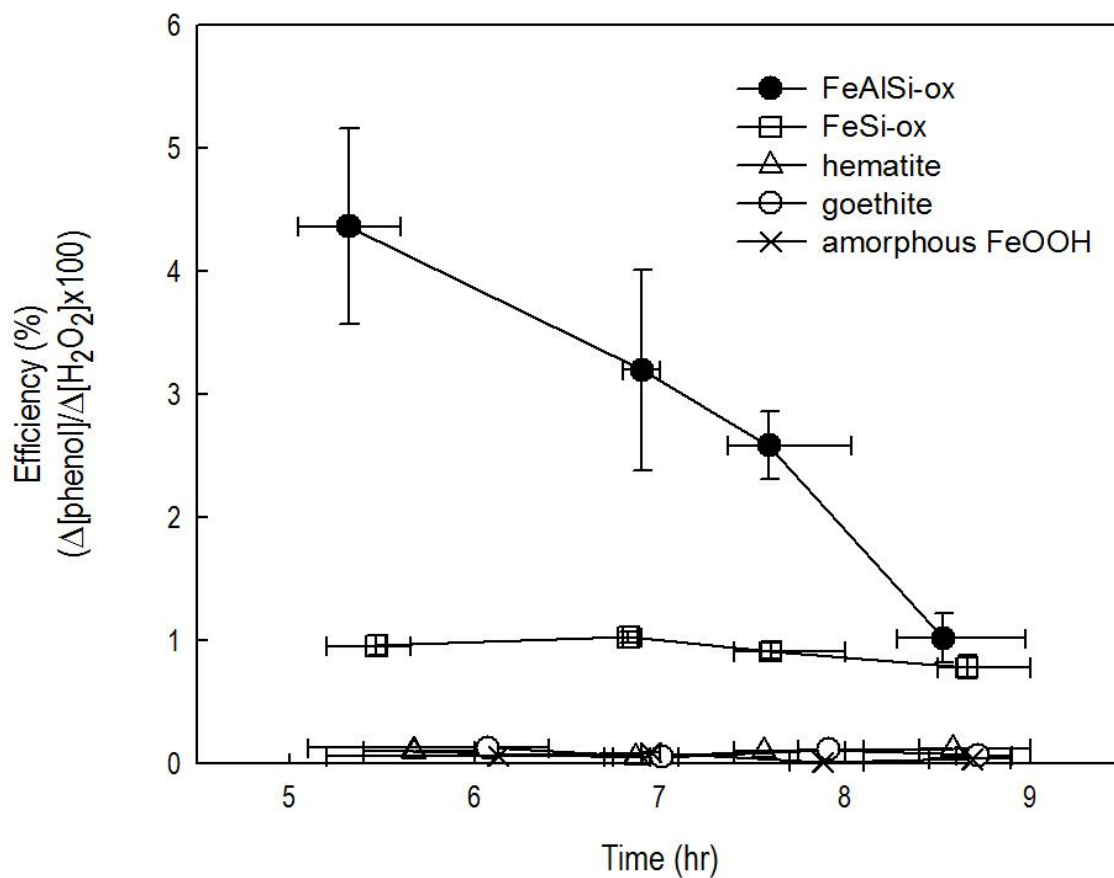 6
5
4
3
2
1
0
5
6
7
8
9
Efficiency (%)
(Δ[phenol]/Δ[H₂O₂]x100)
Time (hr)
FeAlSi-ox
FeSi-ox
hematite
goethite
amorphous FeOOH